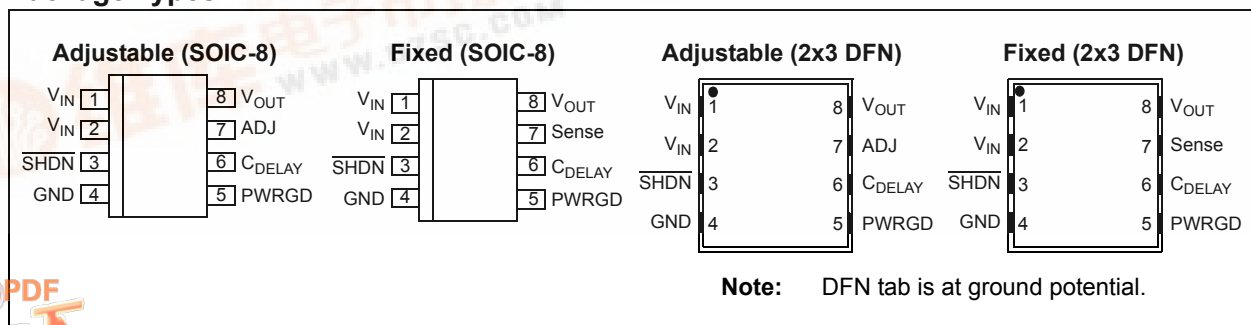 Adjustable (SOIC-8)
VIN 1
VIN 2
SHDN 3
GND 4
8 VOUT
7 ADJ
6 CDELAY
5 PWRGD
Fixed (SOIC-8)
VIN 1
VIN 2
SHDN 3
GND 4
8 VOUT
7 Sense
6 CDELAY
5 PWRGD
Adjustable (2x3 DFN)
VIN 1
VIN 2
SHDN 3
GND 4
8 VOUT
7 ADJ
6 CDELAY
5 PWRGD
Fixed (2x3 DFN)
VIN 1
VIN 2
SHDN 3
GND 4
8 VOUT
7 Sense
6 CDELAY
5 PWRGD
Note: DFN tab is at ground potential.
PDF